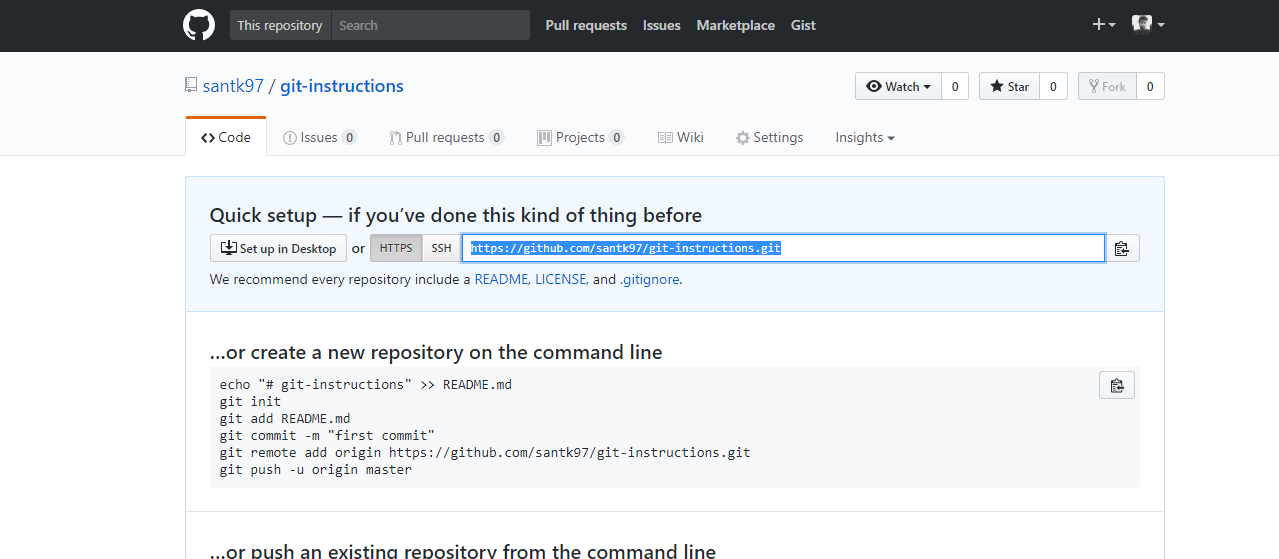 This repository Search Pull requests Issues Marketplace Gist
santk97 / git-instructions Watch 0 Star 0 Fork 0
Code Issues 0 Pull requests 0 Projects 0 Wiki Settings Insights
Quick setup — if you’ve done this kind of thing before
Set up in Desktop or HTTPS SSH https://github.com/santk97/git-instructions.git
We recommend every repository include a README, LICENSE, and .gitignore.
…or create a new repository on the command line
echo "# git-instructions" >> README.md
git init
git add README.md
git commit -m "first commit"
git remote add origin https://github.com/santk97/git-instructions.git
git push -u origin master
…or push an existing repository from the command line